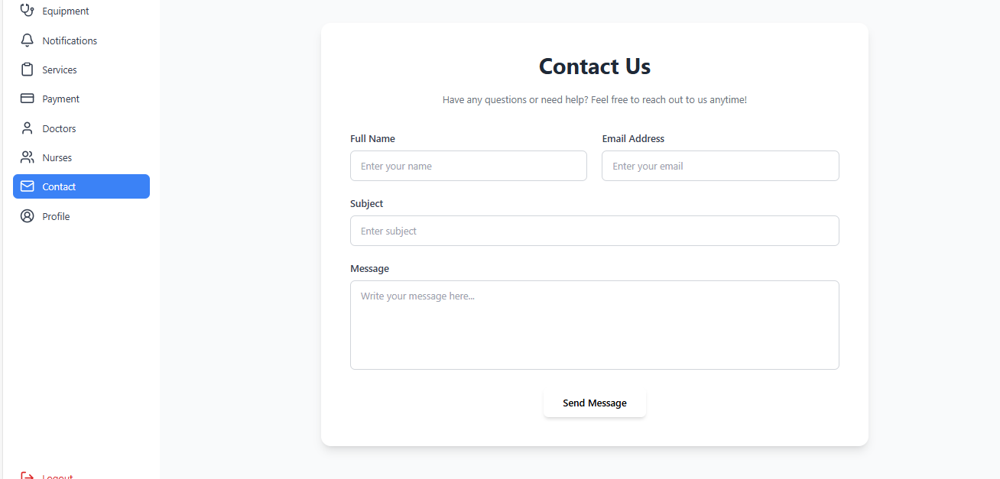 Equipment
Notifications
Services
Payment
Doctors
Nurses
Contact
Profile
Logout
Contact Us
Have any questions or need help? Feel free to reach out to us anytime!
Full Name
Email Address
Enter your name
Enter your email
Subject
Enter subject
Message
Write your message here...
Send Message